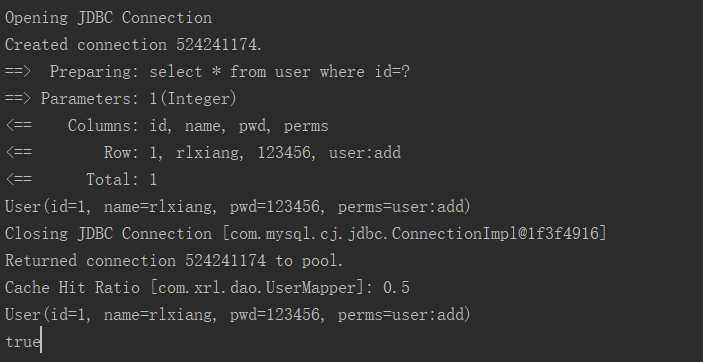 Opening JDBC Connection
Created connection 524241174.
==>  Preparing: select * from user where id=?
==> Parameters: 1(Integer)
<==    Columns: id, name, pwd, perms
<==        Row: 1, rlxiang, 123456, user:add
<==      Total: 1
User(id=1, name=rlxiang, pwd=123456, perms=user:add)
Closing JDBC Connection [com.mysql.cj.jdbc.ConnectionImpl@1f3f4916]
Returned connection 524241174 to pool.
Cache Hit Ratio [com.xrl.dao.UserMapper]: 0.5
User(id=1, name=rlxiang, pwd=123456, perms=user:add)
true